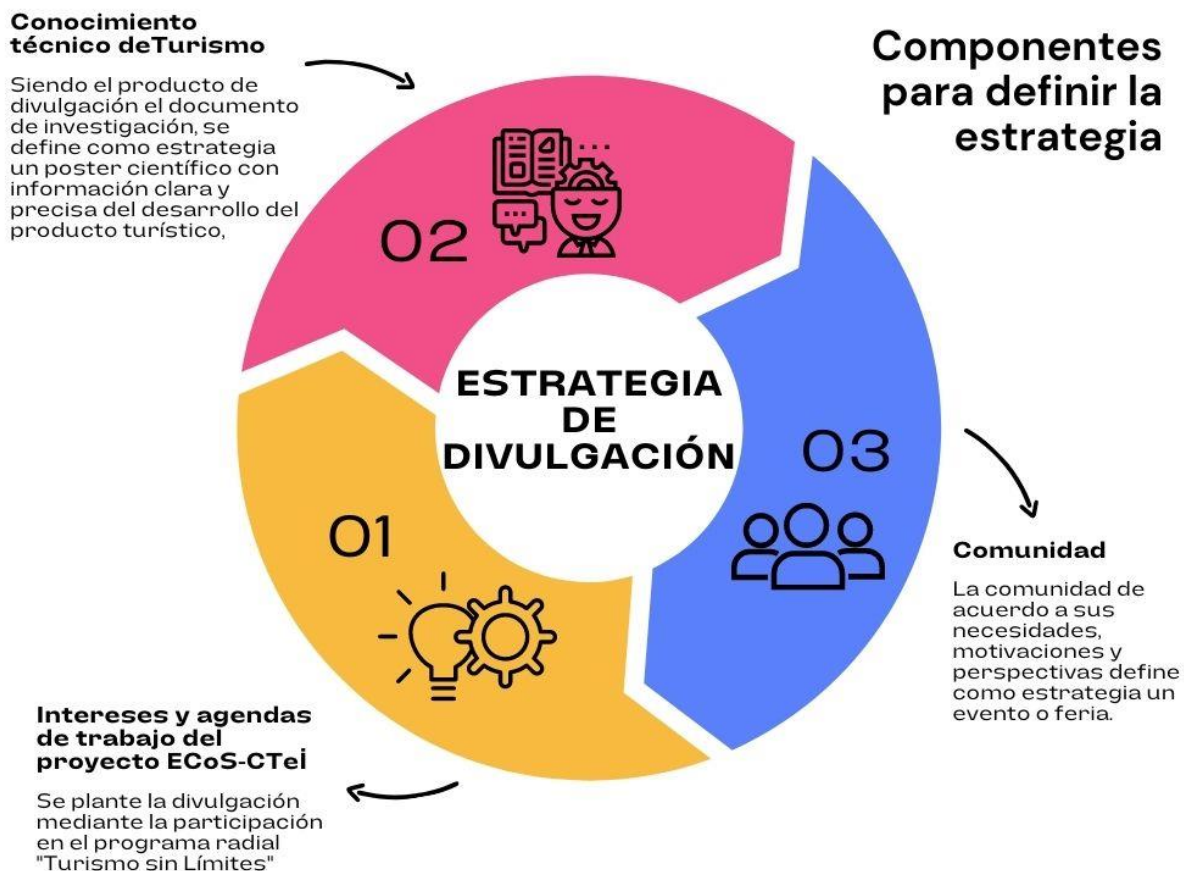 Componentes
para definir la
estrategia
Conocimiento
técnico deTurismo
Siendo el producto de
divulgación el documento
de investigación, se
define como estrategia
un poster científico con
información clara y
precisa del desarrollo del
producto turístico,
02
ESTRATEGIA
DE
DIVULGACIÓN
03
01
Comunidad
La comunidad de
acuerdo a sus
necesidades,
motivaciones y
perspectivas define
como estrategia un
evento o feria.
Intereses y agendas
de trabajo del
proyecto ECoS-CTeI
Se plante la divulgación
mediante la participación
en el programa radial
"Turismo sin Límites"